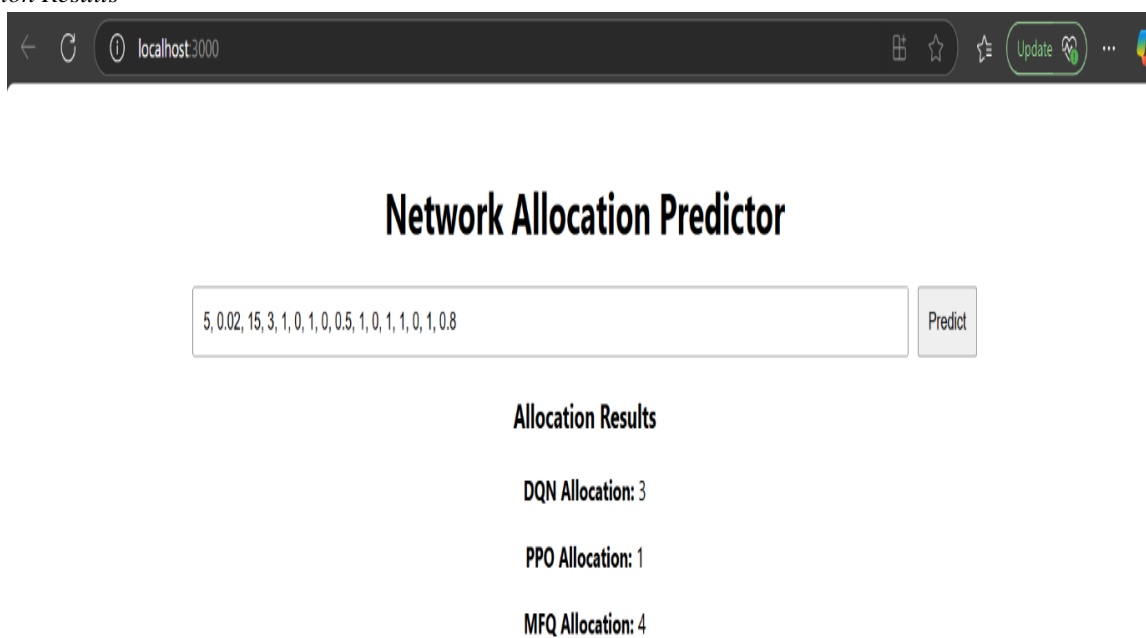 localhost:3000
Update
Network Allocation Predictor
5, 0.02, 15, 3, 1, 0, 1, 0, 0.5, 1, 0, 1, 1, 0, 1, 0.8
Predict
Allocation Results
DQN Allocation: 3
PPO Allocation: 1
MFQ Allocation: 4